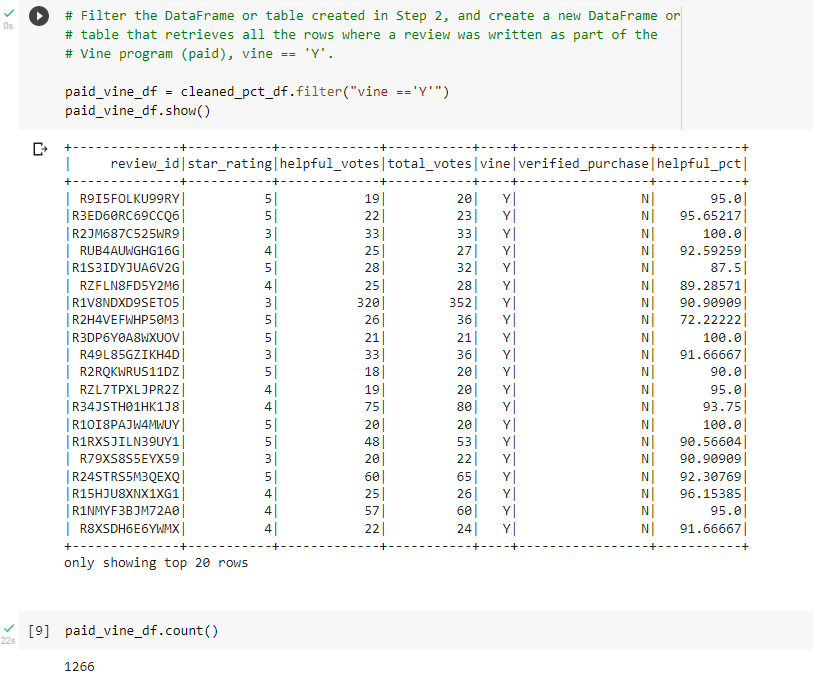 # Filter the DataFrame or table created in Step 2, and create a new DataFrame or
0s
# table that retrieves all the rows where a review was written as part of the
# Vine program (paid), vine == 'Y'.
paid_vine_df = cleaned_pct_df.filter("vine =='Y'")
paid_vine_df.show()
+---------------+-----------+-------------+-----------+----+-----------------+-----------+
|     review_id|star_rating|helpful_votes|total_votes|vine|verified_purchase|helpful_pct|
+---------------+-----------+-------------+-----------+----+-----------------+-----------+
| R9I5FOLKU99RY|          5|           19|         20|   Y|                N|       95.0|
|R3ED60RC69CCQ6|          5|           22|         23|   Y|                N|   95.65217|
|R2JM687C525WR9|          3|           33|         33|   Y|                N|      100.0|
| RUB4AUWGHG16G|          4|           25|         27|   Y|                N|   92.59259|
|R1S3IDYJUA6V2G|          5|           28|         32|   Y|                N|       87.5|
| RZFLN8FD5Y2M6|          4|           25|         28|   Y|                N|   89.28571|
|R1V8NDXD9SETO5|          3|          320|        352|   Y|                N|   90.90909|
|R2H4VEFWHP50M3|          5|           26|         36|   Y|                N|   72.22222|
|R3DP6Y0A8WXUOV|          5|           21|         21|   Y|                N|      100.0|
| R49L85GZIKH4D|          3|           33|         36|   Y|                N|   91.66667|
|R2RQKWRUS11DZ|          5|           18|         20|   Y|                N|       90.0|
| RZL7TPXLJPR2Z|          4|           19|         20|   Y|                N|       95.0|
|R34JSTH01HK1J8|          4|           75|         80|   Y|                N|      93.75|
|R1OI8PAJW4MWUY|          5|           20|         20|   Y|                N|      100.0|
|R1RXSJILN39UY1|          5|           48|         53|   Y|                N|   90.56604|
| R79XS8S5EYX59|          3|           20|         22|   Y|                N|   90.90909|
|R24STRS5M3QEXQ|          5|           60|         65|   Y|                N|   92.30769|
|R15HJU8XNX1XG1|          4|           25|         26|   Y|                N|   96.15385|
|R1NMYF3BJM72A0|          4|           57|         60|   Y|                N|       95.0|
| R8XSDH6E6YWMX|          4|           22|         24|   Y|                N|   91.66667|
+---------------+-----------+-------------+-----------+----+-----------------+-----------+
only showing top 20 rows
[9] paid_vine_df.count()
22s
1266